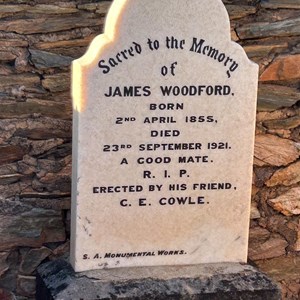 Sacred to the Memory
of
JAMES WOODFORD.
BORN
2ND APRIL 1855,
DIED
23RD SEPTEMBER 1921.
A GOOD MATE.
R. I. P.
ERECTED BY HIS FRIEND,
C. E. COWLE.
S. A. MONUMENTAL WORKS.